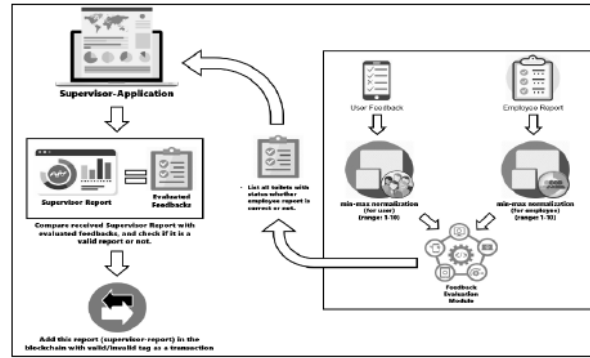 Supervisor-Application
Supervisor Report
Evaluated
Feedbacks
Compare received Supervisor Report with
evaluated feedbacks, and check if it is a
valid report or not.
Add this report (supervisor-report) in the
blockchain with valid/invalid tag as a transaction
- List all toilets with
status whether
employee report is
correct or not.
User Feedback
Employee Report
min-max normalization
(for user)
(range: 1-10)
min-max normalization
(for employee)
(range: 1-10)
Feedback
Evaluation
Module